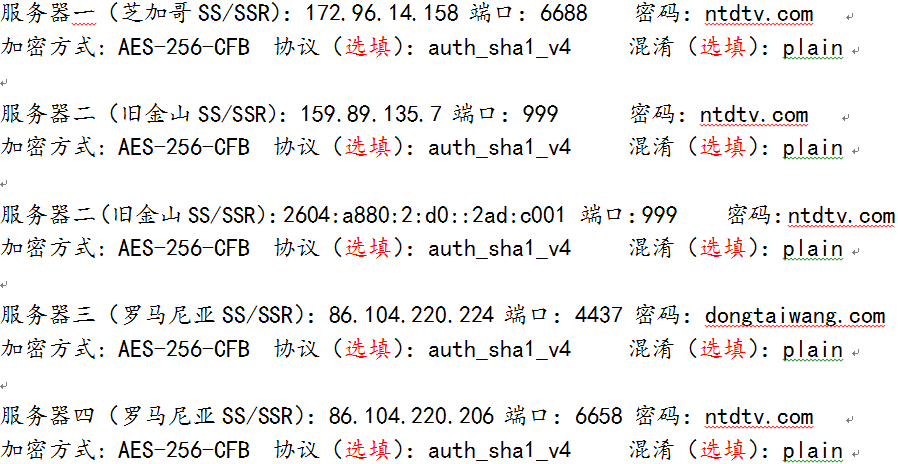 服务器一（芝加哥 SS/SSR）：172.96.14.158 端口：6688 密码：ntdtv.com
加密方式：AES-256-CFB 协议（选填）：auth_sha1_v4 混淆（选填）：plain
服务器二（旧金山 SS/SSR）：159.89.135.7 端口：999 密码：ntdtv.com
加密方式：AES-256-CFB 协议（选填）：auth_sha1_v4 混淆（选填）：plain
服务器二（旧金山 SS/SSR）：2604:a880:2:d0::2ad:c001 端口：999 密码：ntdtv.com
加密方式：AES-256-CFB 协议（选填）：auth_sha1_v4 混淆（选填）：plain
服务器三（罗马尼亚 SS/SSR）：86.104.220.224 端口：4437 密码：dongtaiwang.com
加密方式：AES-256-CFB 协议（选填）：auth_sha1_v4 混淆（选填）：plain
服务器四（罗马尼亚 SS/SSR）：86.104.220.206 端口：6658 密码：ntdtv.com
加密方式：AES-256-CFB 协议（选填）：auth_sha1_v4 混淆（选填）：plain